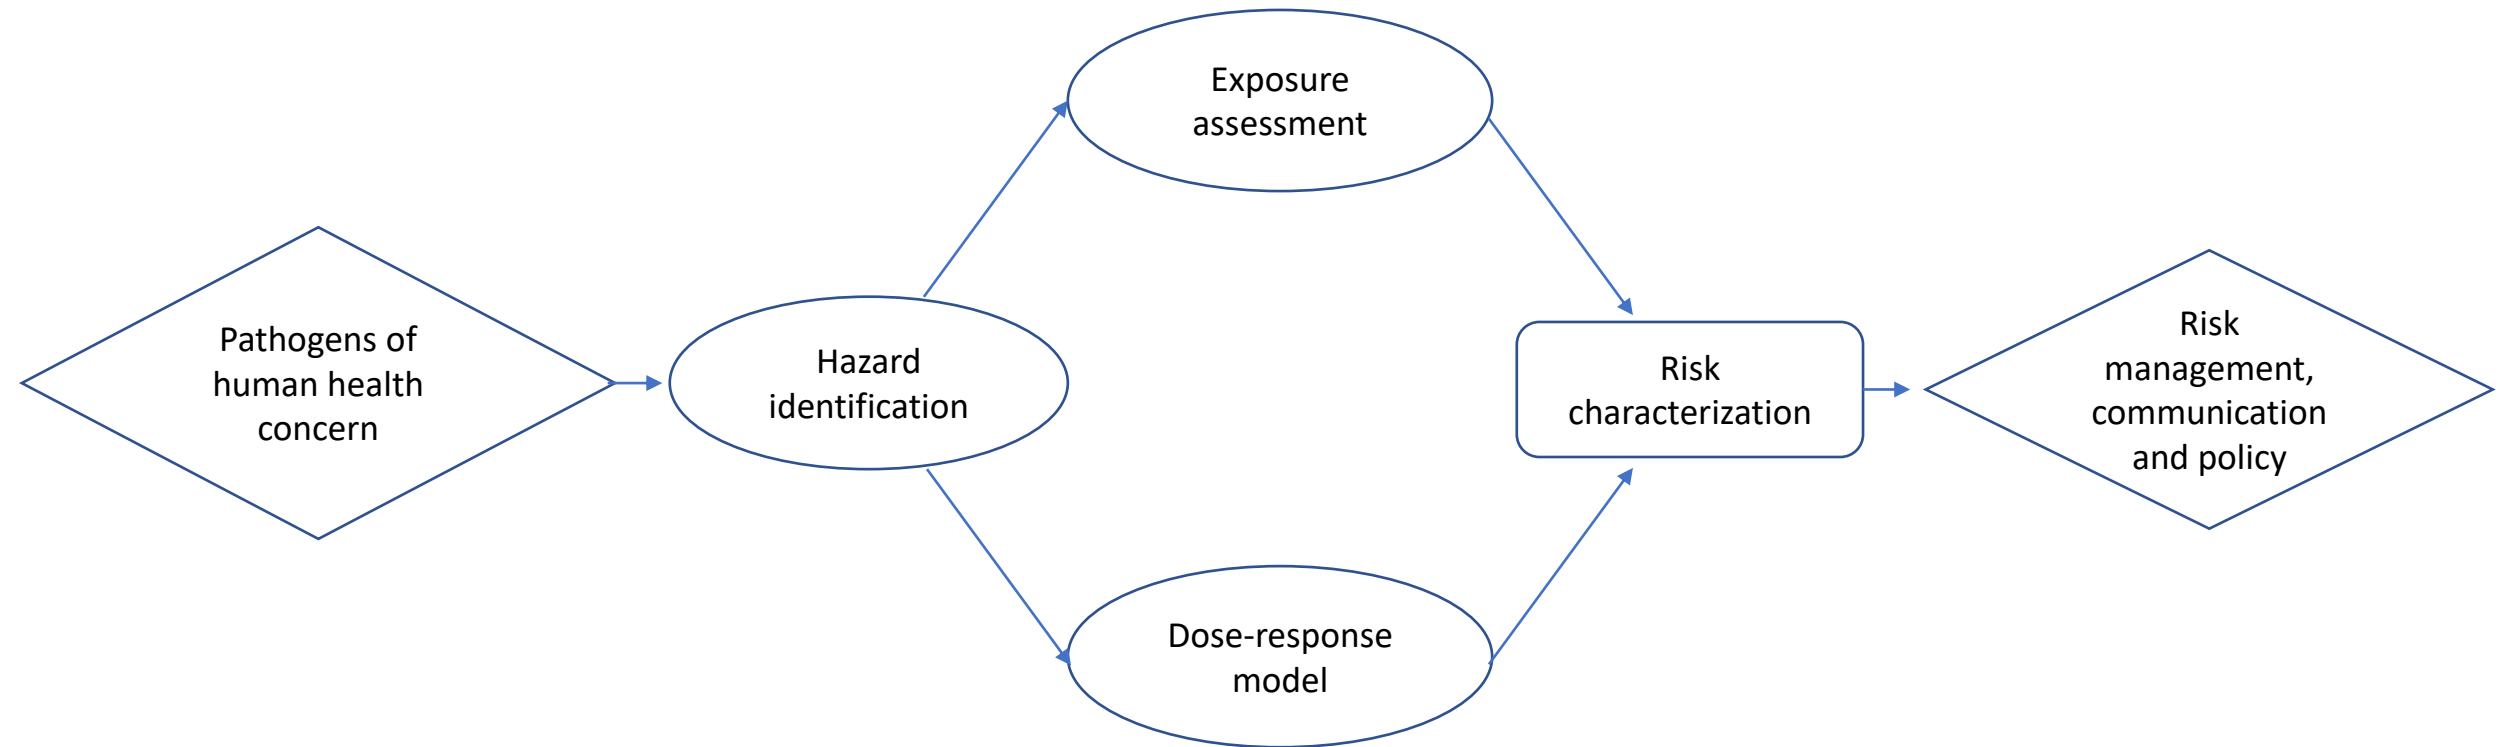 Exposure
assessment
Pathogens of
human health
concern
Hazard
identification
Risk
characterization
Risk
management,
communication
and policy
Dose-response
model